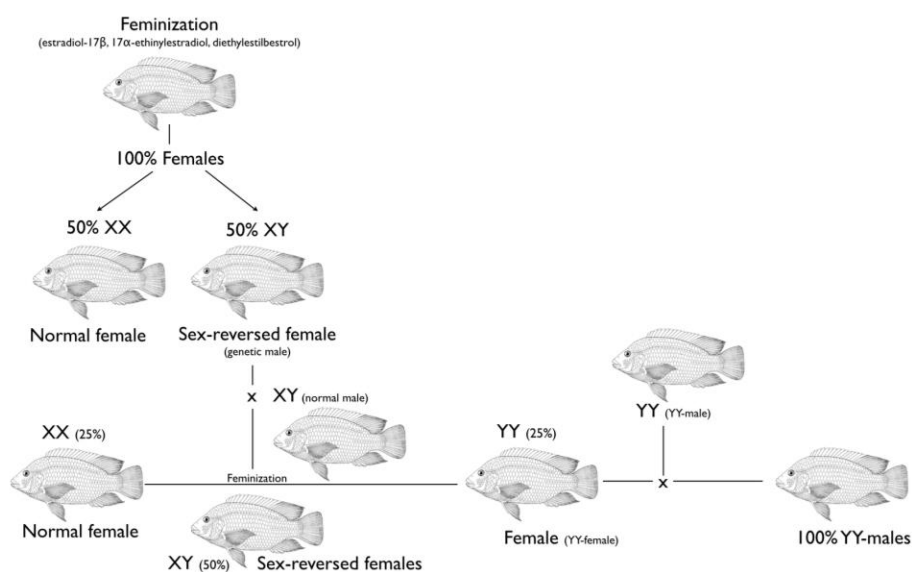 Feminization
(estradiol-17β, 17α-ethinylestradiol, diethylestilbestrol)
100% Females
50% XX
50% XY
Normal female
Sex-reversed female
(genetic male)
x XY (normal male)
YY (YY-male)
XX (25%)
YY (25%)
Feminization
x
Normal female
Female (YY-female)
100% YY-males
XY (50%) Sex-reversed females